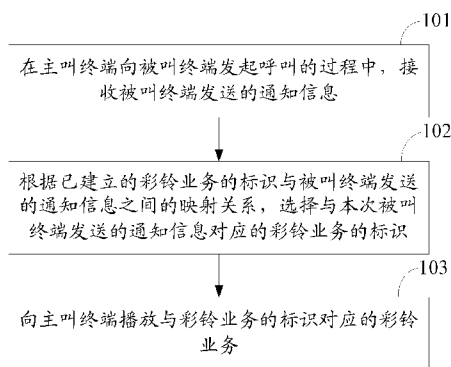 101
在主叫终端向被叫终端发起呼叫的过程中，接
收被叫终端发送的通知信息
102
根据已建立的彩铃业务的标识与被叫终端发送
的通知信息之间的映射关系，选择与本次被叫
终端发送的通知信息对应的彩铃业务的标识
103
向主叫终端播放与彩铃业务的标识对应的彩铃
业务